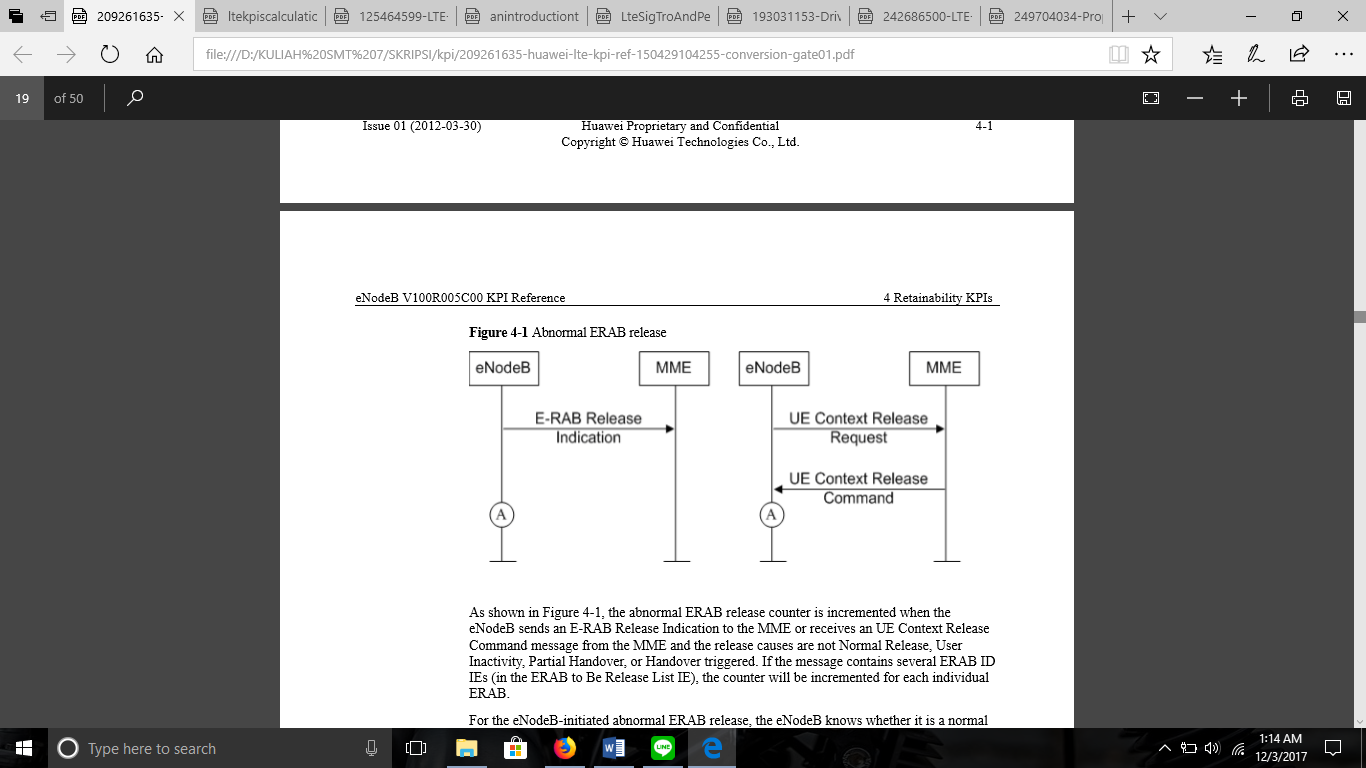 209261635-
ltekpiscalculatic
125464599-LTE-
anintroductiont
LteSigTroAndPe
193031153-Driv
242686500-LTE-
249704034-Proj
file:///D:/KULIAH%20SMT%207/SKRIPSI/kpi/209261635-huawei-lte-kpi-ref-150429104255-conversion-gate01.pdf
19 of 50
Issue 01 (2012-03-30) Huawei Proprietary and Confidential 4-1
Copyright © Huawei Technologies Co., Ltd.
eNodeB V100R005C00 KPI Reference 4 Retainability KPIs
Figure 4-1 Abnormal ERAB release
eNodeB MME eNodeB MME
E-RAB Release
Indication
UE Context Release
Request
UE Context Release
Command
A A
As shown in Figure 4-1, the abnormal ERAB release counter is incremented when the
eNodeB sends an E-RAB Release Indication to the MME or receives an UE Context Release
Command message from the MME and the release causes are not Normal Release, User
Inactivity, Partial Handover, or Handover triggered. If the message contains several ERAB ID
IEs (in the ERAB to Be Release List IE), the counter will be incremented for each individual
ERAB.
For the eNodeB-initiated abnormal ERAB release, the eNodeB knows whether it is a normal
Type here to search
1:14 AM
12/3/2017